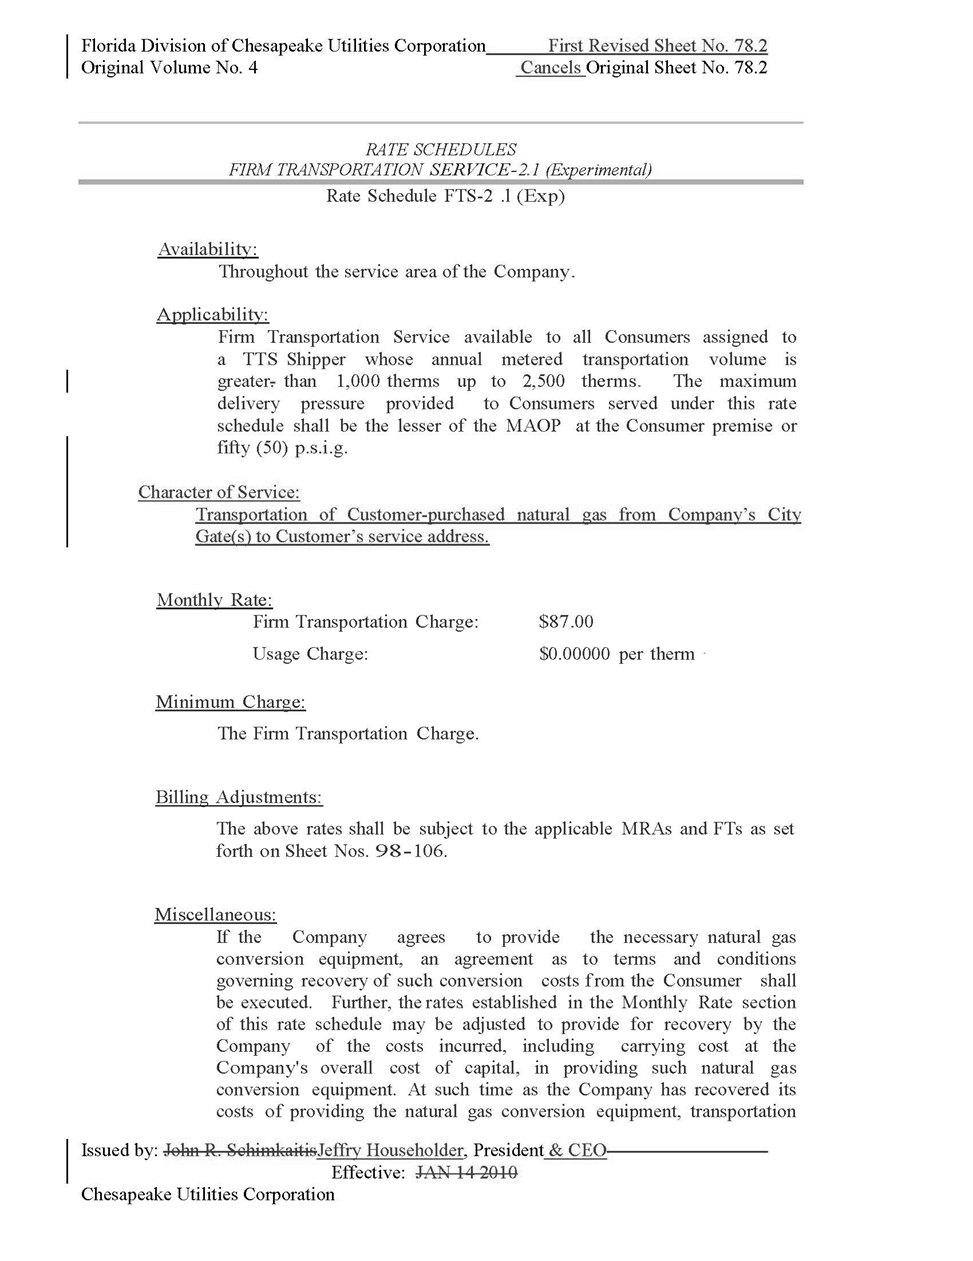 Florida Division of Chesapeake Utilities Corporation First Revised Sheet No. 78.2
Original Volume No. 4 Cancels Original Sheet No. 78.2
RATE SCHEDULES
FIRM TRANSPORTATION SERVICE-2.1 (Experimental)
Rate Schedule FTS-2 .l (Exp)
Availability:
Throughout the service area of the Company.
Applicability:
Firm Transportation Service available to all Consumers assigned to
a TTS Shipper whose annual metered transportation volume is
greater- than 1,000 therms up to 2,500 therms. The maximum
delivery pressure provided to Consumers served under this rate
schedule shall be the lesser of the MAOP at the Consumer premise or
fifty (50) p.s.i.g.
Character of Service:
Transportation of Customer-purchased natural gas from Company’s City
Gate(s) to Customer’s service address.
Monthly Rate:
Firm Transportation Charge: $87.00
Usage Charge: $0.00000 per therm
Minimum Charge:
The Firm Transportation Charge.
Billing Adjustments:
The above rates shall be subject to the applicable MRAs and FTs as set
forth on Sheet Nos. 98-106.
Miscellaneous:
If the Company agrees to provide the necessary natural gas
conversion equipment, an agreement as to terms and conditions
governing recovery of such conversion costs from the Consumer shall
be executed. Further, the rates established in the Monthly Rate section
of this rate schedule may be adjusted to provide for recovery by the
Company of the costs incurred, including carrying cost at the
Company's overall cost of capital, in providing such natural gas
conversion equipment. At such time as the Company has recovered its
costs of providing the natural gas conversion equipment, transportation
Issued by: John R. SchimkaitisJeffry Householder, President & CEO
Effective: JAN 14 2010
Chesapeake Utilities Corporation